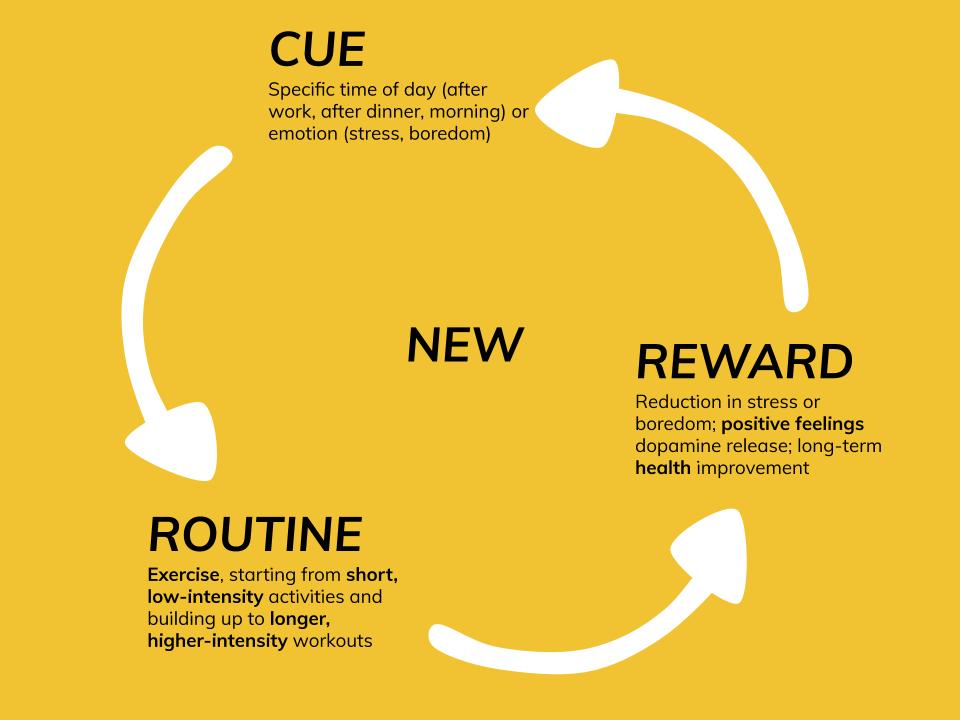 CUE
Specific time of day (after
work, after dinner, morning) or
emotion (stress, boredom)
NEW
REWARD
Reduction in stress or
boredom; positive feelings
dopamine release; long-term
health improvement
ROUTINE
Exercise, starting from short,
low-intensity activities and
building up to longer,
higher-intensity workouts